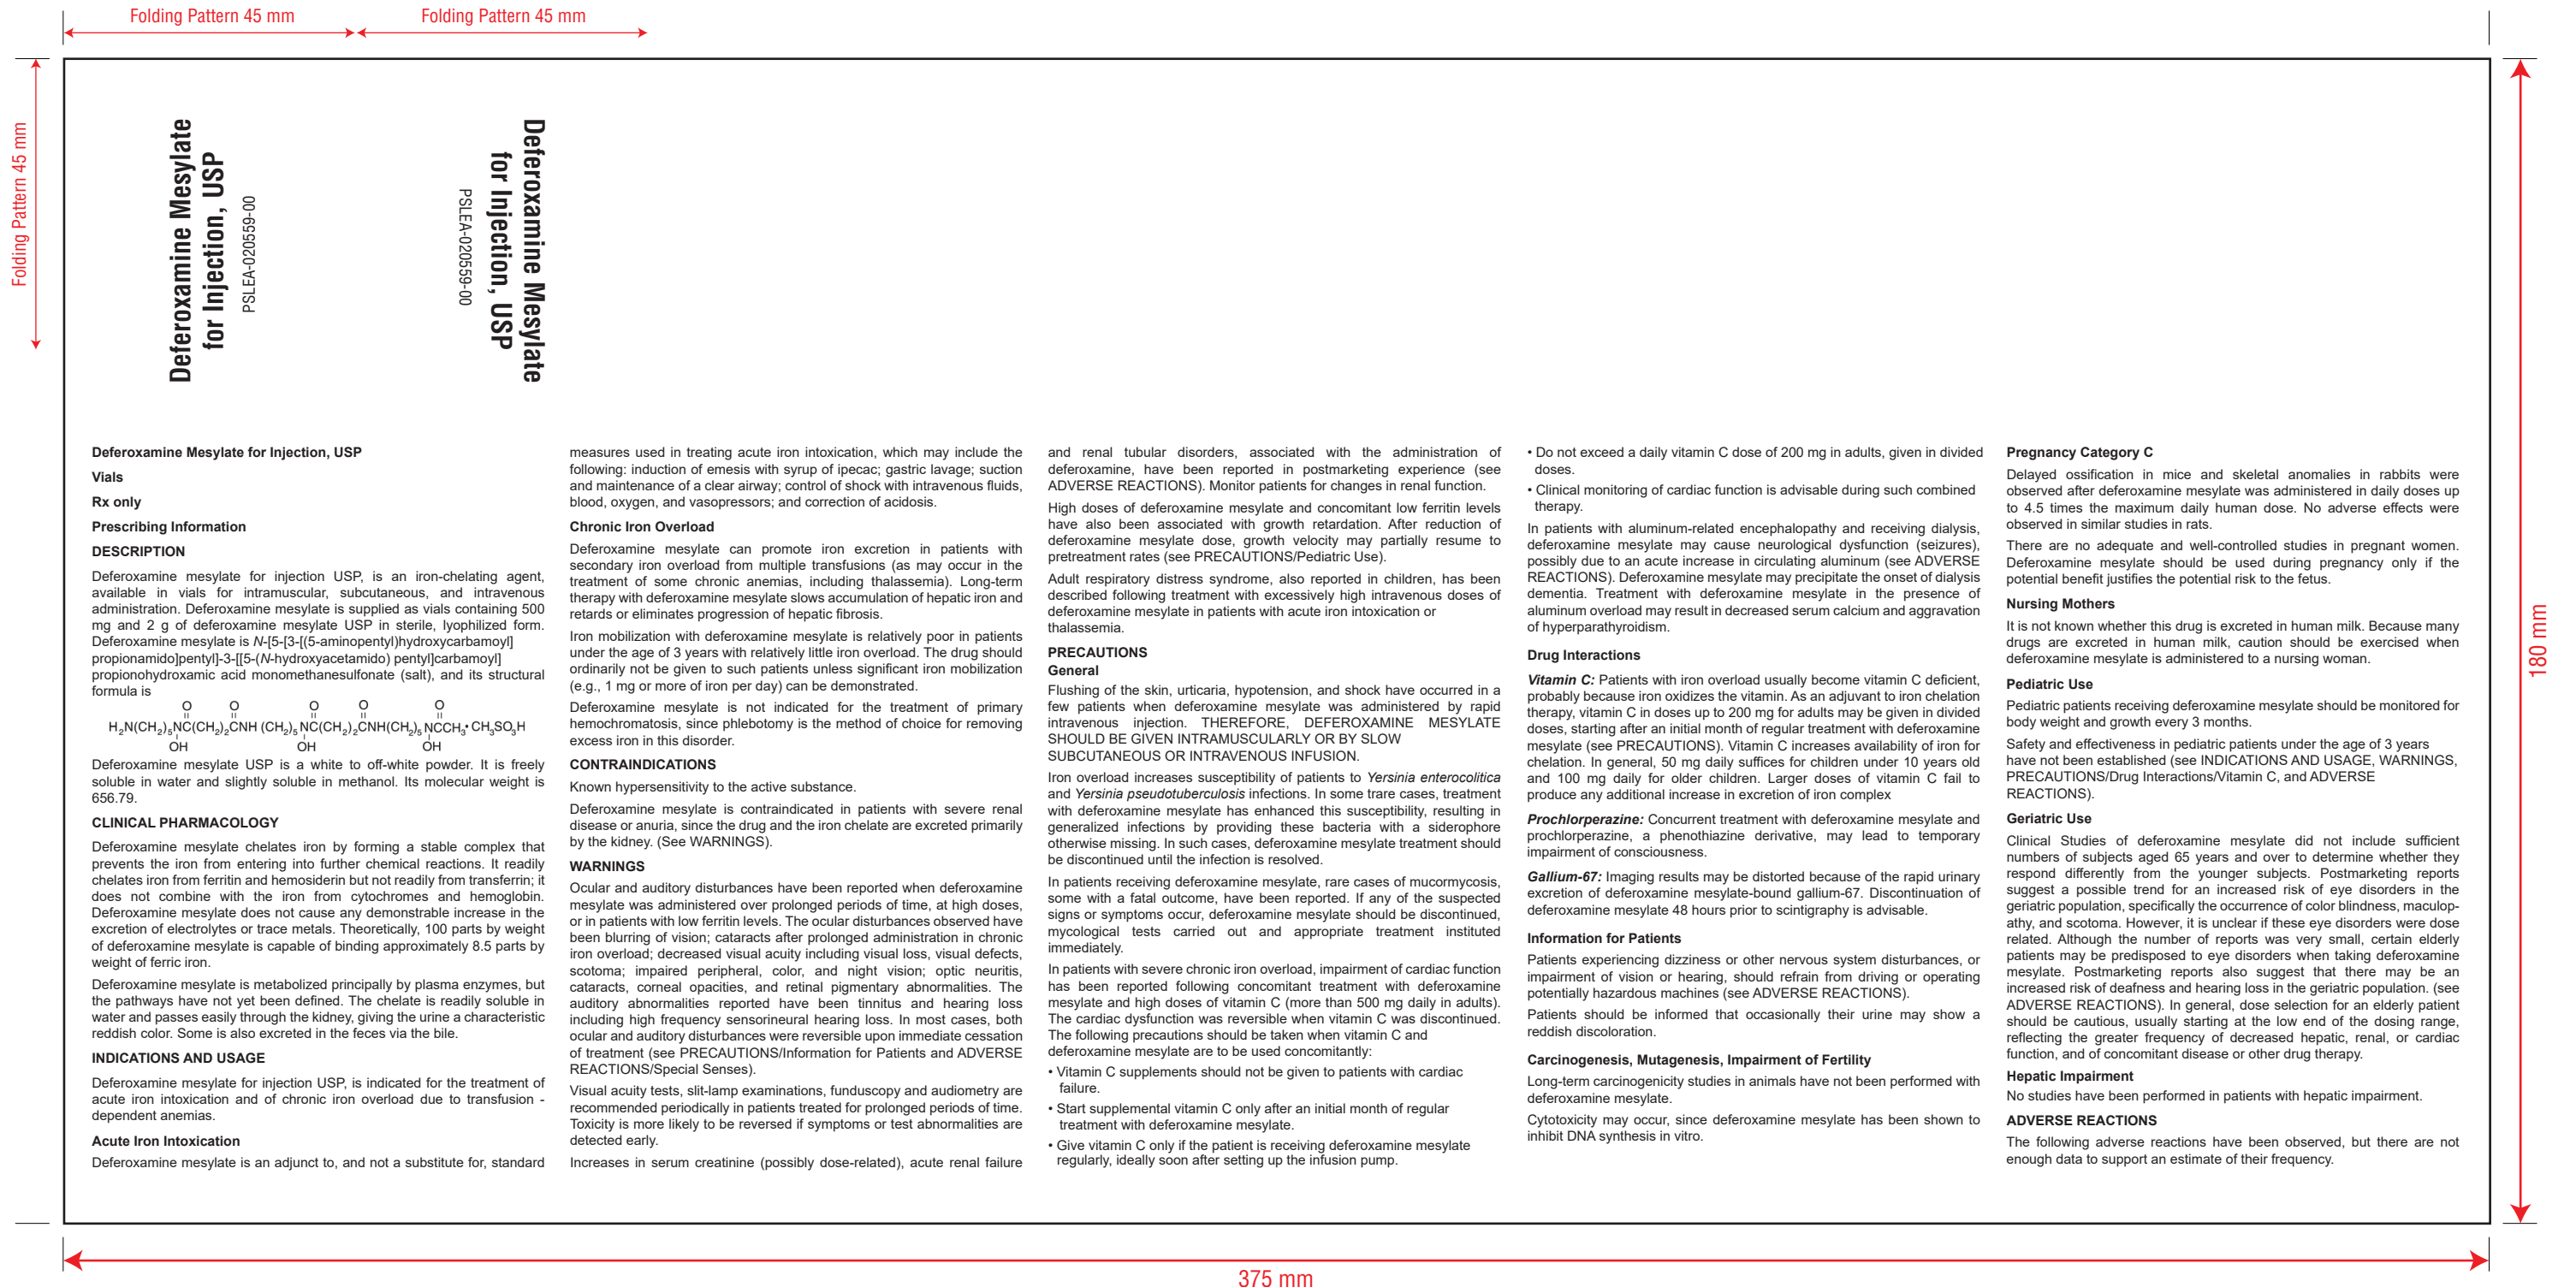 Folding Pattern 45 mm
Folding Pattern 45 mm
Folding Pattern 45 mm
Deferoxamine Mesylate
for Injection, USP
PSLEA-020559-00
Deferoxamine Mesylate
for Injection, USP
PSLEA-020559-00
Deferoxamine Mesylate for Injection, USP
Vials
Rx only
Prescribing Information
DESCRIPTION
Deferoxamine mesylate for injection USP, is an iron-chelating agent,
available in vials for intramuscular, subcutaneous, and intravenous
administration. Deferoxamine mesylate is supplied as vials containing 500
mg and 2 g of deferoxamine mesylate USP in sterile, lyophilized form.
Deferoxamine mesylate is N-[5-[3-[(5-aminopentyl)hydroxycarbamoyl]
propionamido]pentyl]-3-[[5-(N-hydroxyacetamido) pentyl]carbamoyl]
propionohydroxamic acid monomethanesulfonate (salt), and its structural
formula is
O O O O O
H₂N(CH₂)₅NC(CH₂)₂CNH (CH₂)₅NC(CH₂)₂CNH(CH₂)₅NCCH₃•CH₃SO₃H
OH OH OH
Deferoxamine mesylate USP is a white to off-white powder. It is freely
soluble in water and slightly soluble in methanol. Its molecular weight is
656.79.
CLINICAL PHARMACOLOGY
Deferoxamine mesylate chelates iron by forming a stable complex that
prevents the iron from entering into further chemical reactions. It readily
chelates iron from ferritin and hemosiderin but not readily from transferrin; it
does not combine with the iron from cytochromes and hemoglobin.
Deferoxamine mesylate does not cause any demonstrable increase in the
excretion of electrolytes or trace metals. Theoretically, 100 parts by weight
of deferoxamine mesylate is capable of binding approximately 8.5 parts by
weight of ferric iron.
Deferoxamine mesylate is metabolized principally by plasma enzymes, but
the pathways have not yet been defined. The chelate is readily soluble in
water and passes easily through the kidney, giving the urine a characteristic
reddish color. Some is also excreted in the feces via the bile.
INDICATIONS AND USAGE
Deferoxamine mesylate for injection USP, is indicated for the treatment of
acute iron intoxication and of chronic iron overload due to transfusion -
dependent anemias.
Acute Iron Intoxication
Deferoxamine mesylate is an adjunct to, and not a substitute for, standard
measures used in treating acute iron intoxication, which may include the
following: induction of emesis with syrup of ipecac; gastric lavage; suction
and maintenance of a clear airway; control of shock with intravenous fluids,
blood, oxygen, and vasopressors; and correction of acidosis.
Chronic Iron Overload
Deferoxamine mesylate can promote iron excretion in patients with
secondary iron overload from multiple transfusions (as may occur in the
treatment of some chronic anemias, including thalassemia). Long-term
therapy with deferoxamine mesylate slows accumulation of hepatic iron and
retards or eliminates progression of hepatic fibrosis.
Iron mobilization with deferoxamine mesylate is relatively poor in patients
under the age of 3 years with relatively little iron overload. The drug should
ordinarily not be given to such patients unless significant iron mobilization
(e.g., 1 mg or more of iron per day) can be demonstrated.
Deferoxamine mesylate is not indicated for the treatment of primary
hemochromatosis, since phlebotomy is the method of choice for removing
excess iron in this disorder.
CONTRAINDICATIONS
Known hypersensitivity to the active substance.
Deferoxamine mesylate is contraindicated in patients with severe renal
disease or anuria, since the drug and the iron chelate are excreted primarily
by the kidney. (See WARNINGS).
WARNINGS
Ocular and auditory disturbances have been reported when deferoxamine
mesylate was administered over prolonged periods of time, at high doses,
or in patients with low ferritin levels. The ocular disturbances observed have
been blurring of vision; cataracts after prolonged administration in chronic
iron overload; decreased visual acuity including visual loss, visual defects,
scotoma; impaired peripheral, color, and night vision; optic neuritis,
cataracts, corneal opacities, and retinal pigmentary abnormalities. The
auditory abnormalities reported have been tinnitus and hearing loss
including high frequency sensorineural hearing loss. In most cases, both
ocular and auditory disturbances were reversible upon immediate cessation
of treatment (see PRECAUTIONS/Information for Patients and ADVERSE
REACTIONS/Special Senses).
Visual acuity tests, slit-lamp examinations, funduscopy and audiometry are
recommended periodically in patients treated for prolonged periods of time.
Toxicity is more likely to be reversed if symptoms or test abnormalities are
detected early.
Increases in serum creatinine (possibly dose-related), acute renal failure
and renal tubular disorders, associated with the administration of
deferoxamine, have been reported in postmarketing experience (see
ADVERSE REACTIONS). Monitor patients for changes in renal function.
High doses of deferoxamine mesylate and concomitant low ferritin levels
have also been associated with growth retardation. After reduction of
deferoxamine mesylate dose, growth velocity may partially resume to
pretreatment rates (see PRECAUTIONS/Pediatric Use).
Adult respiratory distress syndrome, also reported in children, has been
described following treatment with excessively high intravenous doses of
deferoxamine mesylate in patients with acute iron intoxication or
thalassemia.
PRECAUTIONS
General
Flushing of the skin, urticaria, hypotension, and shock have occurred in a
few patients when deferoxamine mesylate was administered by rapid
intravenous injection. THEREFORE, DEFEROXAMINE MESYLATE
SHOULD BE GIVEN INTRAMUSCULARLY OR BY SLOW
SUBCUTANEOUS OR INTRAVENOUS INFUSION.
Iron overload increases susceptibility of patients to Yersinia enterocolitica
and Yersinia pseudotuberculosis infections. In some trare cases, treatment
with deferoxamine mesylate has enhanced this susceptibility, resulting in
generalized infections by providing these bacteria with a siderophore
otherwise missing. In such cases, deferoxamine mesylate treatment should
be discontinued until the infection is resolved.
In patients receiving deferoxamine mesylate, rare cases of mucormycosis,
some with a fatal outcome, have been reported. If any of the suspected
signs or symptoms occur, deferoxamine mesylate should be discontinued,
mycological tests carried out and appropriate treatment instituted
immediately.
In patients with severe chronic iron overload, impairment of cardiac function
has been reported following concomitant treatment with deferoxamine
mesylate and high doses of vitamin C (more than 500 mg daily in adults).
The cardiac dysfunction was reversible when vitamin C was discontinued.
The following precautions should be taken when vitamin C and
deferoxamine mesylate are to be used concomitantly:
• Vitamin C supplements should not be given to patients with cardiac
failure.
• Start supplemental vitamin C only after an initial month of regular
treatment with deferoxamine mesylate.
• Give vitamin C only if the patient is receiving deferoxamine mesylate
regularly, ideally soon after setting up the infusion pump.
• Do not exceed a daily vitamin C dose of 200 mg in adults, given in divided
doses.
• Clinical monitoring of cardiac function is advisable during such combined
therapy.
In patients with aluminum-related encephalopathy and receiving dialysis,
deferoxamine mesylate may cause neurological dysfunction (seizures),
possibly due to an acute increase in circulating aluminum (see ADVERSE
REACTIONS). Deferoxamine mesylate may precipitate the onset of dialysis
dementia. Treatment with deferoxamine mesylate in the presence of
aluminum overload may result in decreased serum calcium and aggravation
of hyperparathyroidism.
Drug Interactions
Vitamin C: Patients with iron overload usually become vitamin C deficient,
probably because iron oxidizes the vitamin. As an adjuvant to iron chelation
therapy, vitamin C in doses up to 200 mg for adults may be given in divided
doses, starting after an initial month of regular treatment with deferoxamine
mesylate (see PRECAUTIONS). Vitamin C increases availability of iron for
chelation. In general, 50 mg daily suffices for children under 10 years old
and 100 mg daily for older children. Larger doses of vitamin C fail to
produce any additional increase in excretion of iron complex
Prochlorperazine: Concurrent treatment with deferoxamine mesylate and
prochlorperazine, a phenothiazine derivative, may lead to temporary
impairment of consciousness.
Gallium-67: Imaging results may be distorted because of the rapid urinary
excretion of deferoxamine mesylate-bound gallium-67. Discontinuation of
deferoxamine mesylate 48 hours prior to scintigraphy is advisable.
Information for Patients
Patients experiencing dizziness or other nervous system disturbances, or
impairment of vision or hearing, should refrain from driving or operating
potentially hazardous machines (see ADVERSE REACTIONS).
Patients should be informed that occasionally their urine may show a
reddish discoloration.
Carcinogenesis, Mutagenesis, Impairment of Fertility
Long-term carcinogenicity studies in animals have not been performed with
deferoxamine mesylate.
Cytotoxicity may occur, since deferoxamine mesylate has been shown to
inhibit DNA synthesis in vitro.
Pregnancy Category C
Delayed ossification in mice and skeletal anomalies in rabbits were
observed after deferoxamine mesylate was administered in daily doses up
to 4.5 times the maximum daily human dose. No adverse effects were
observed in similar studies in rats.
There are no adequate and well-controlled studies in pregnant women.
Deferoxamine mesylate should be used during pregnancy only if the
potential benefit justifies the potential risk to the fetus.
Nursing Mothers
It is not known whether this drug is excreted in human milk. Because many
drugs are excreted in human milk, caution should be exercised when
deferoxamine mesylate is administered to a nursing woman.
Pediatric Use
Pediatric patients receiving deferoxamine mesylate should be monitored for
body weight and growth every 3 months.
Safety and effectiveness in pediatric patients under the age of 3 years
have not been established (see INDICATIONS AND USAGE, WARNINGS,
PRECAUTIONS/Drug Interactions/Vitamin C, and ADVERSE
REACTIONS).
Geriatric Use
Clinical Studies of deferoxamine mesylate did not include sufficient
numbers of subjects aged 65 years and over to determine whether they
respond differently from the younger subjects. Postmarketing reports
suggest a possible trend for an increased risk of eye disorders in the
geriatric population, specifically the occurrence of color blindness, maculop-
athy, and scotoma. However, it is unclear if these eye disorders were dose
related. Although the number of reports was very small, certain elderly
patients may be predisposed to eye disorders when taking deferoxamine
mesylate. Postmarketing reports also suggest that there may be an
increased risk of deafness and hearing loss in the geriatric population. (see
ADVERSE REACTIONS). In general, dose selection for an elderly patient
should be cautious, usually starting at the low end of the dosing range,
reflecting the greater frequency of decreased hepatic, renal, or cardiac
function, and of concomitant disease or other drug therapy.
Hepatic Impairment
No studies have been performed in patients with hepatic impairment.
ADVERSE REACTIONS
The following adverse reactions have been observed, but there are not
enough data to support an estimate of their frequency.
180 mm
375 mm